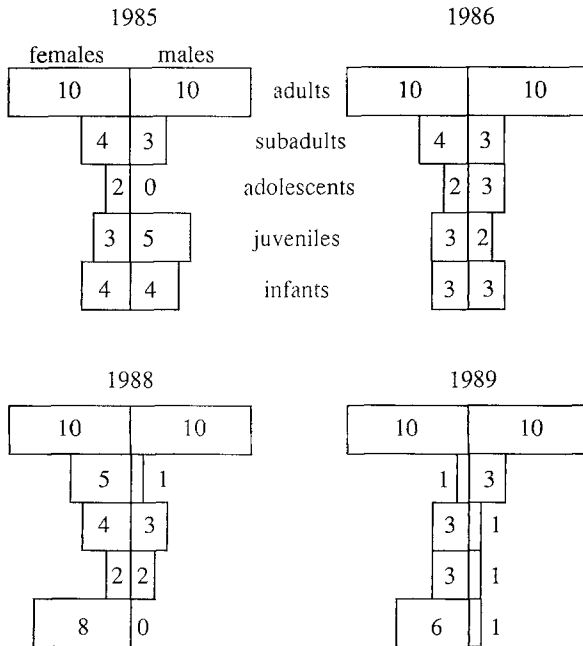 1985 1986
females males
10 10 adults 10 10
4 3 subadults 4 3
2 0 adolescents 2 3
3 5 juveniles 3 2
4 4 infants 3 3
1988 1989
10 10 10 10
5 1 1 3
4 3 3 1
2 2 3 1
8 0 6 1